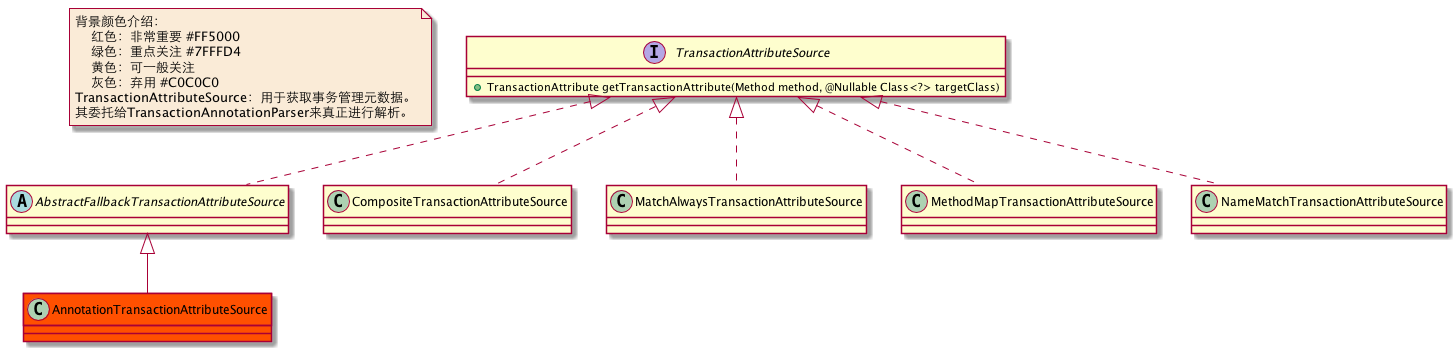 背景颜色介绍：
红色：非常重要 #FF5000
绿色：重点关注 #7FFFD4
黄色：可一般关注
灰色：弃用 #C0C0C0
TransactionAttributeSource：用于获取事务管理元数据。
其委托给TransactionAnnotationParser来真正进行解析。
I TransactionAttributeSource
TransactionAttribute getTransactionAttribute(Method method, @Nullable Class<?> targetClass)
A AbstractFallbackTransactionAttributeSource
C CompositeTransactionAttributeSource
C MatchAlwaysTransactionAttributeSource
C MethodMapTransactionAttributeSource
C NameMatchTransactionAttributeSource
C AnnotationTransactionAttributeSource